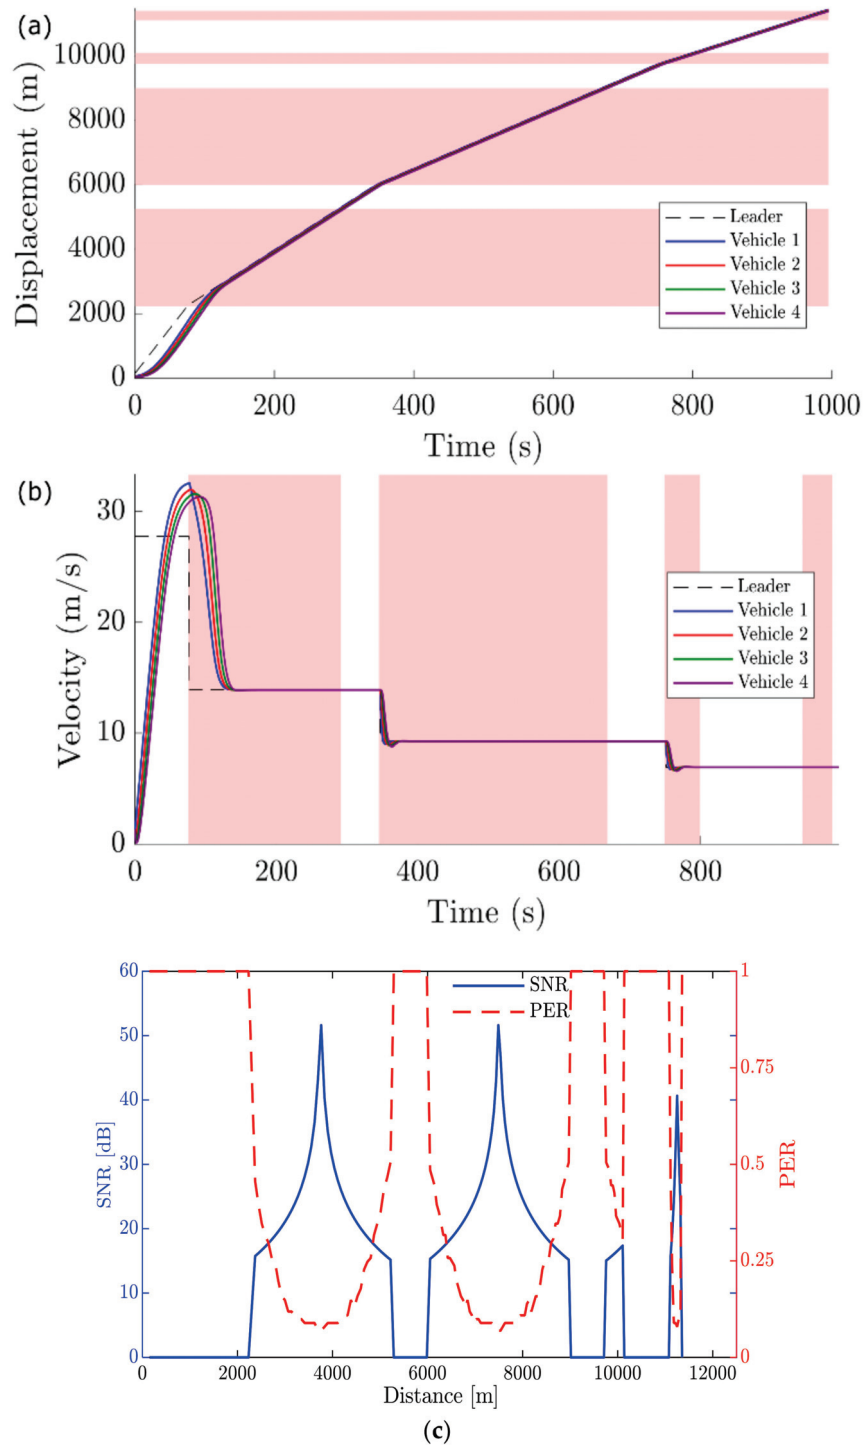 (a)
Displacement (m)
10000
8000
6000
4000
2000
0
Leader
Vehicle 1
Vehicle 2
Vehicle 3
Vehicle 4
0 200 400 600 800 1000
Time (s)
(b)
Velocity (m/s)
30
20
10
0
Leader
Vehicle 1
Vehicle 2
Vehicle 3
Vehicle 4
0 200 400 600 800
Time (s)
SNR [dB]
60
50
40
30
20
10
0
SNR
PER
1
0.75
0.5
0.25
0
PER
0 2000 4000 6000 8000 10000 12000
Distance [m]
(c)